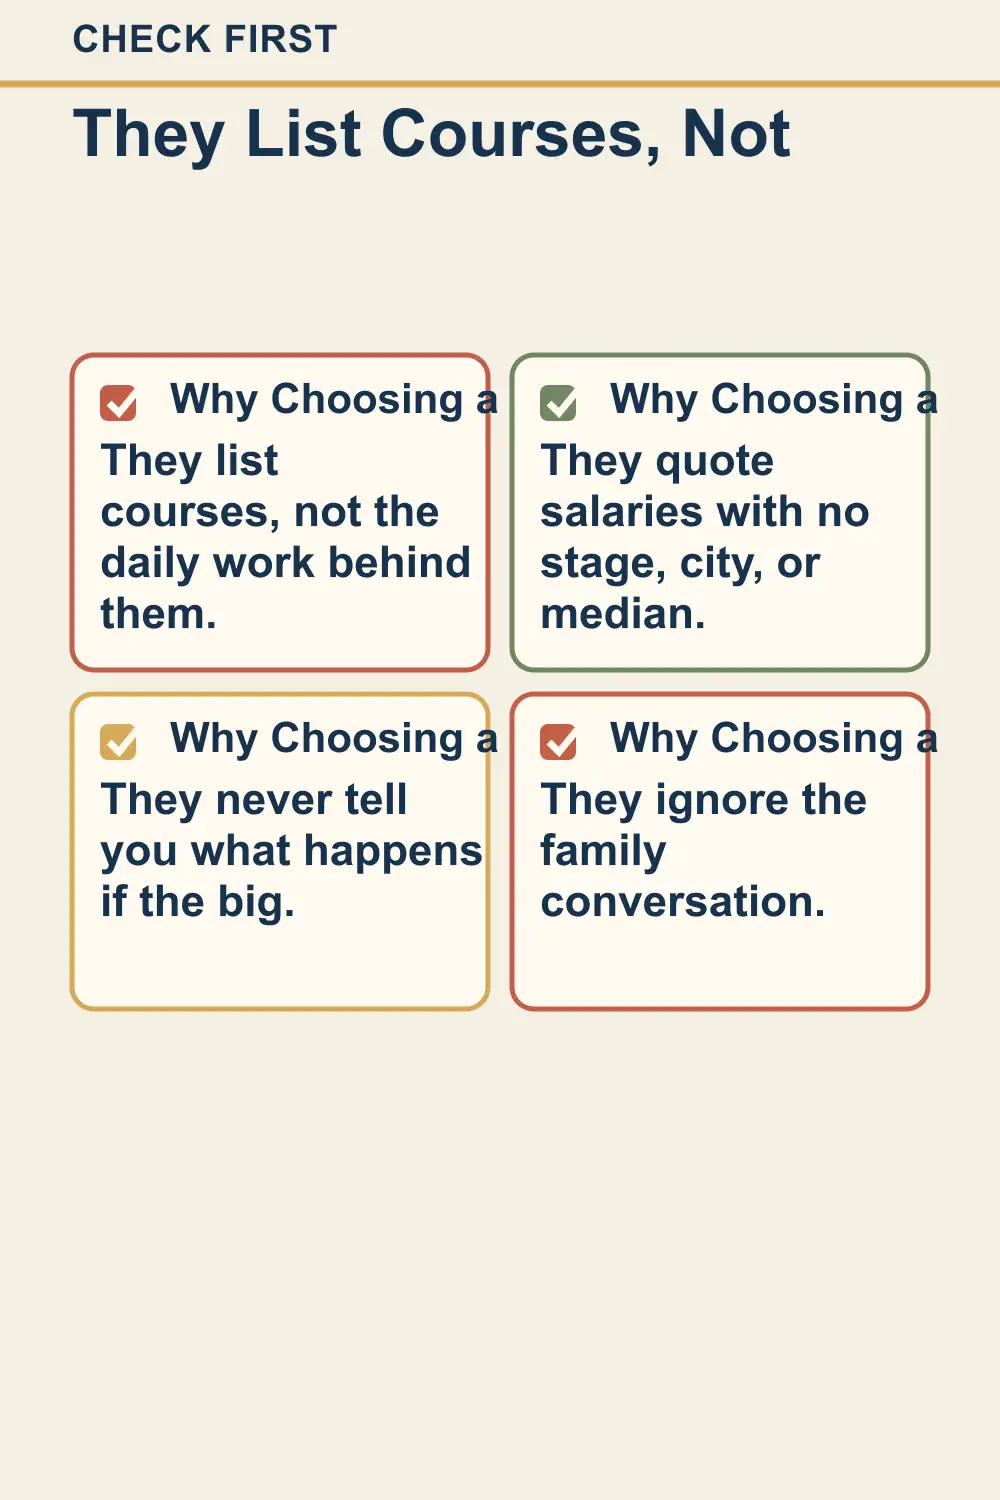 CHECK FIRST
They List Courses, Not
Why Choosing a
They list
courses, not the
daily work behind
them.
Why Choosing a
They quote
salaries with no
stage, city, or
median.
Why Choosing a
They never tell
you what happens
if the big.
Why Choosing a
They ignore the
family
conversation.